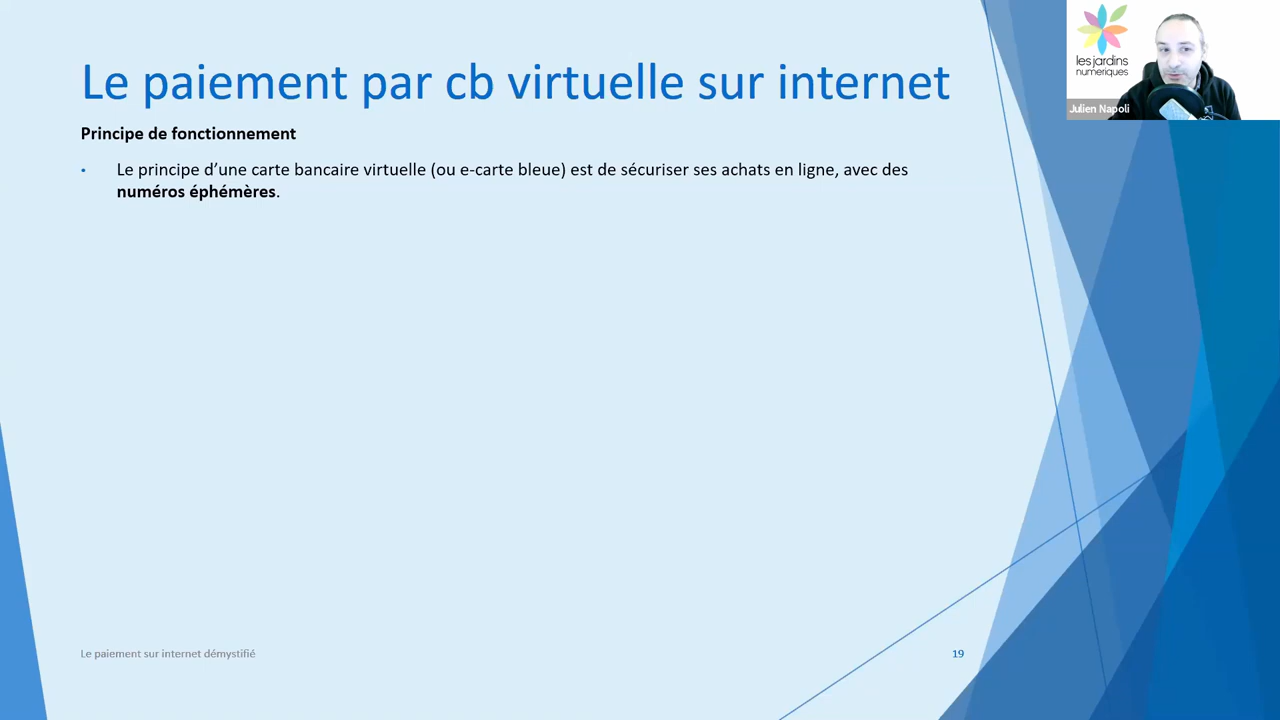 Le paiement par cb virtuelle sur internet
Principe de fonctionnement
• Le principe d’une carte bancaire virtuelle (ou e-carte bleue) est de sécuriser ses achats en ligne, avec des
numéros éphémères.
Le paiement sur internet démystifié
19
les jardins
numeriques
Julien Napoli